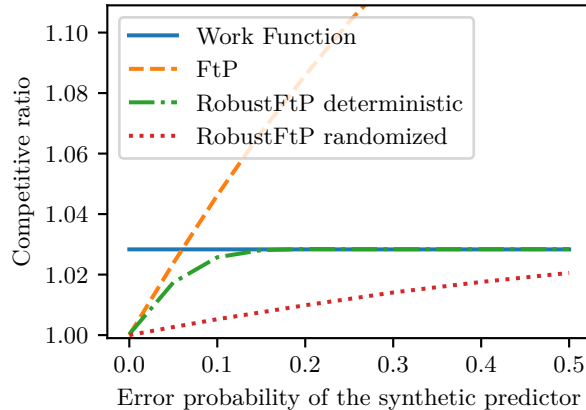 Competitive ratio
1.10
1.08
1.06
1.04
1.02
1.00
Work Function
FtP
RobustFtP deterministic
RobustFtP randomized
0.0 0.1 0.2 0.3 0.4 0.5
Error probability of the synthetic predictor